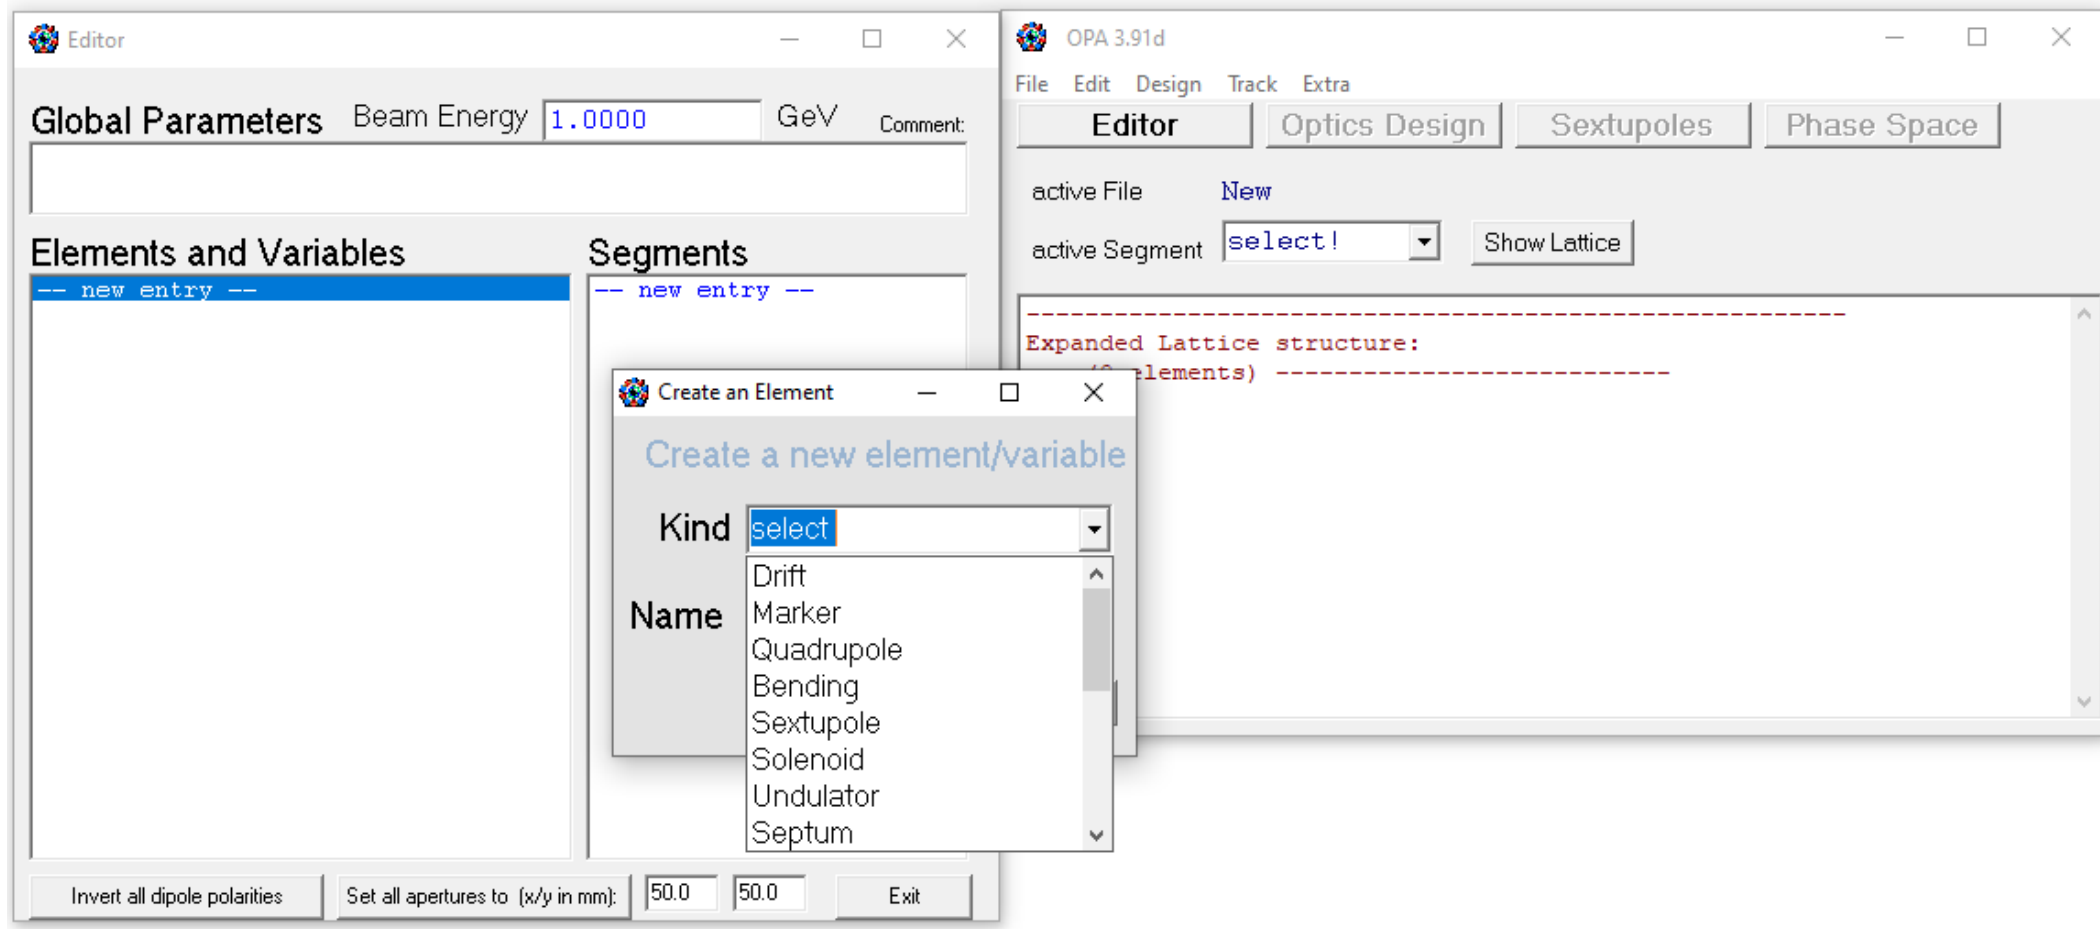 Editor
Global Parameters Beam Energy 1.0000 GeV Comment:
Elements and Variables
-- new entry --
Segments
-- new entry --
Invert all dipole polarities Set all apertures to (x/y in mm): 50.0 50.0 Exit
OPA 3.91d
File Edit Design Track Extra
Editor Optics Design Sextupoles Phase Space
active File New
active Segment select! Show Lattice
--------------------------------------------------------
Expanded Lattice structure:
elements) ---------------------------
Create an Element
Create a new element/variable
Kind select
Name
Drift
Marker
Quadrupole
Bending
Sextupole
Solenoid
Undulator
Septum